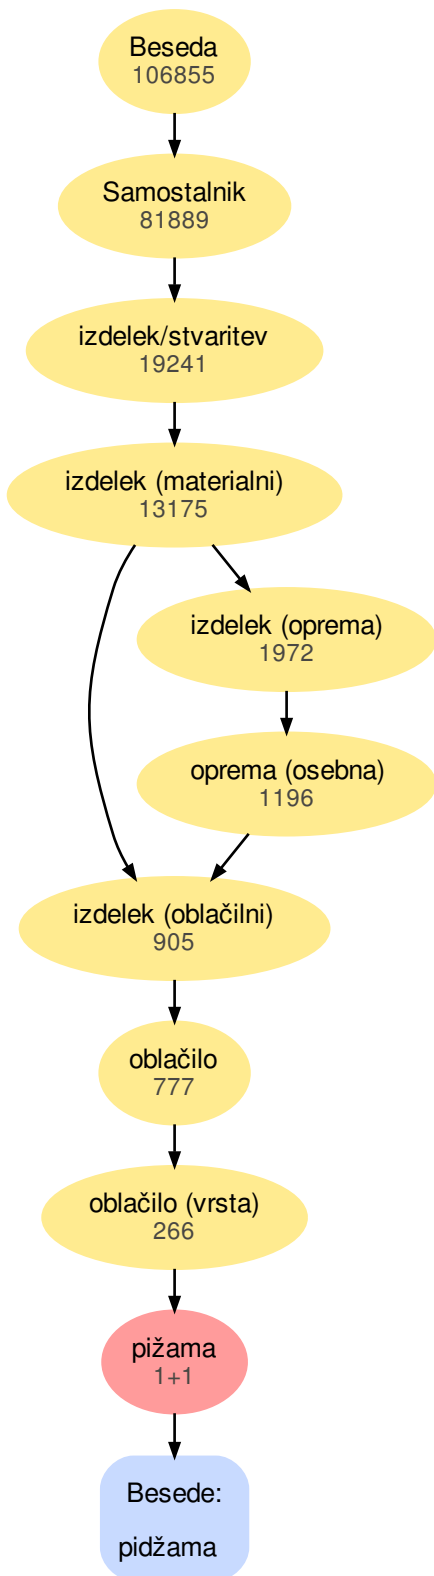 Beseda
106855
Samostalnik
81889
izdelek/stvaritev
19241
izdelek (materialni)
13175
izdelek (oprema)
1972
oprema (osebna)
1196
izdelek (oblačilni)
905
oblačilo
777
oblačilo (vrsta)
266
pižama
1+1
Besede:
pidžama